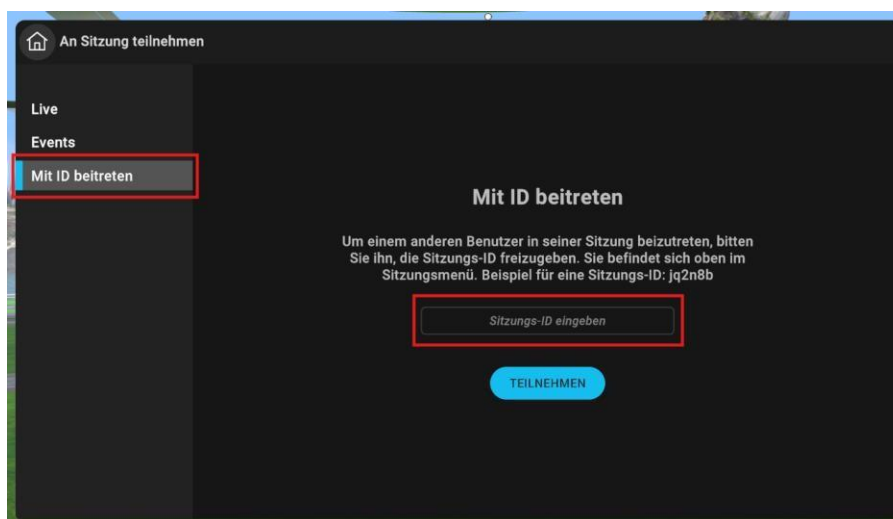 An Sitzung teilnehmen
Live
Events
Mit ID beitreten
Mit ID beitreten
Um einem anderen Benutzer in seiner Sitzung beizutreten, bitten
Sie ihn, die Sitzungs-ID freizugeben. Sie befindet sich oben im
Sitzungsmenü. Beispiel für eine Sitzungs-ID: jq2n8b
Sitzungs-ID eingeben
TEILNEHMEN